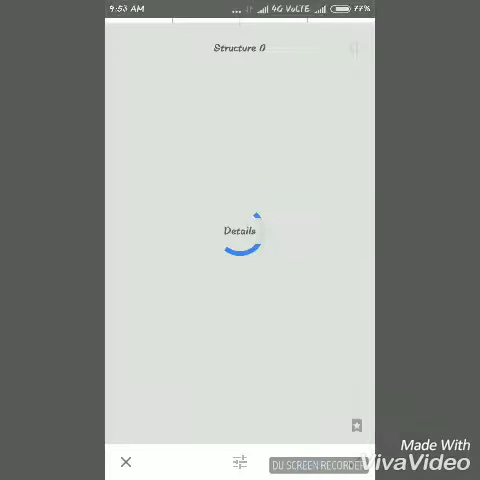 9:53 AM ... 4G VoLTE 77%
Structure 0
Details
DU SCREEN RECORDER
Made With
VivaVideo